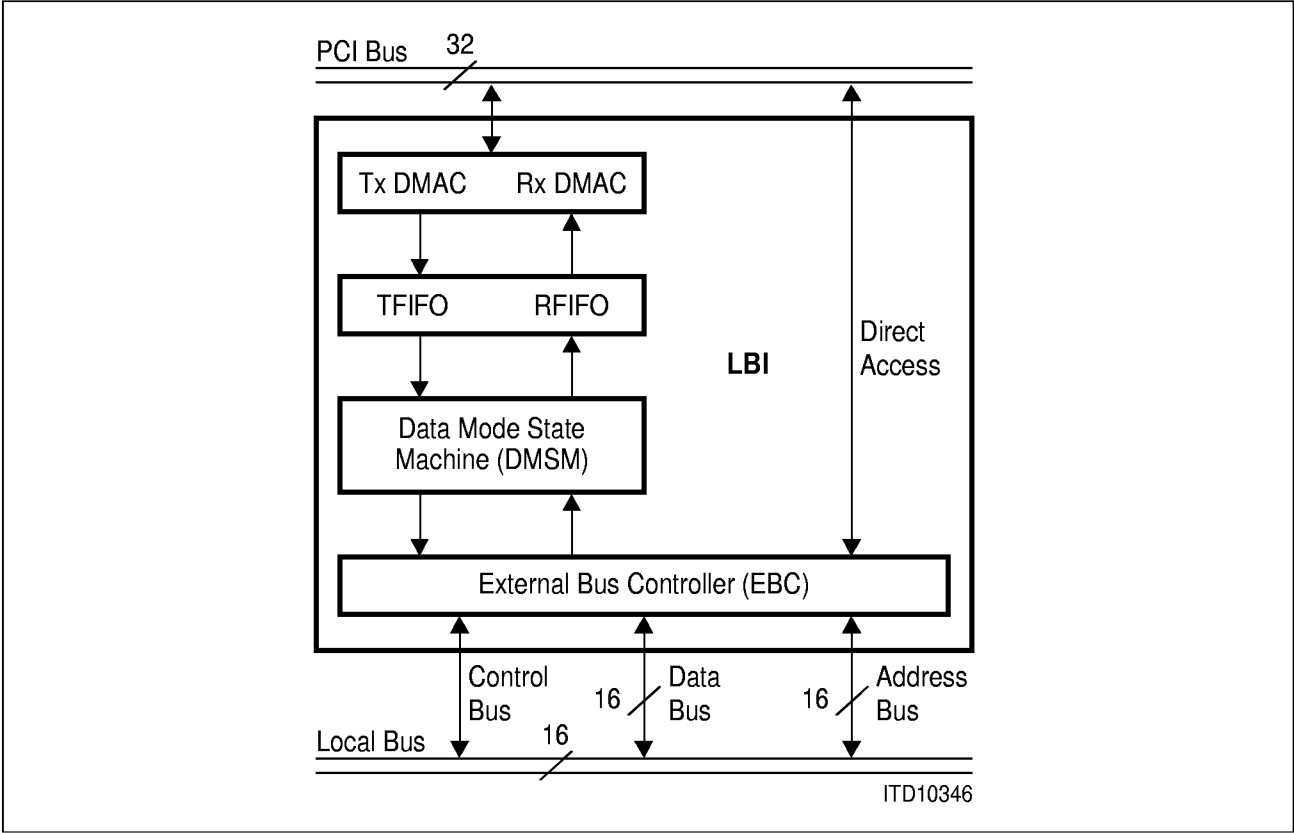 PCI Bus 32
Tx DMAC Rx DMAC
TFIFO RFIFO
Direct
Access
LBI
Data Mode State
Machine (DMSM)
External Bus Controller (EBC)
Control
Bus
16
Data
Bus
16
Address
Bus
Local Bus 16
ITD10346